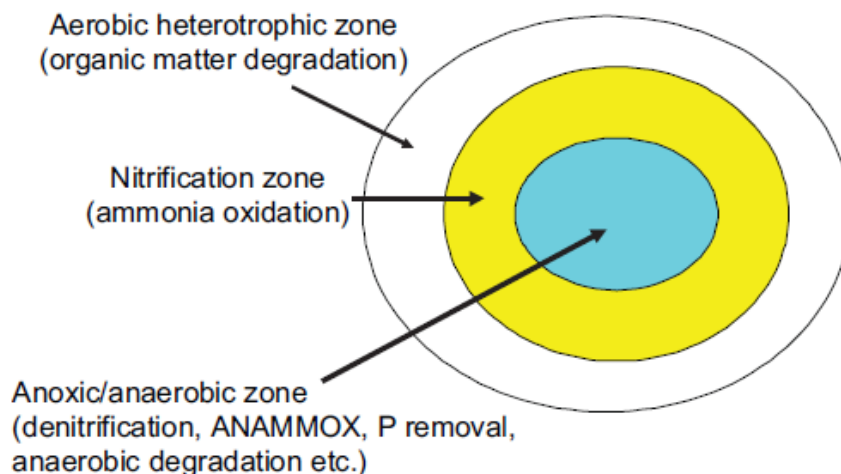 Aerobic heterotrophic zone
(organic matter degradation)
Nitrification zone
(ammonia oxidation)
Anoxic/anaerobic zone
(denitrification, ANAMMOX, P removal,
anaerobic degradation etc.)